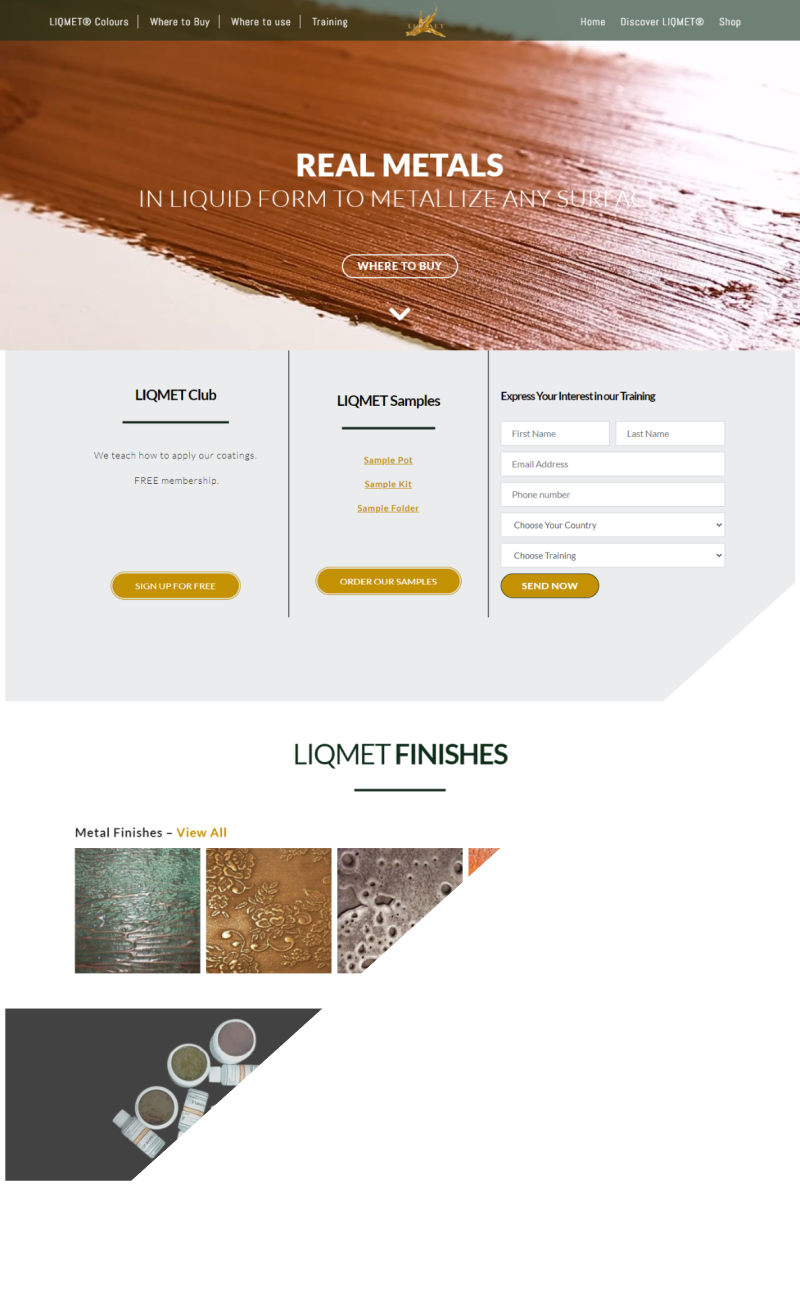 LIQMET® Colours
Where to Buy
Where to use
Training
LIQMET
Home
Discover LIQMET®
Shop
REAL METALS
IN LIQUID FORM TO METALLIZE ANY SURFACE
WHERE TO BUY
LIQMET Club
We teach how to apply our coatings.
FREE membership.
SIGN UP FOR FREE
LIQMET Samples
Sample Pot
Sample Kit
Sample Folder
ORDER OUR SAMPLES
Express Your Interest in our Training
First Name
Last Name
Email Address
Phone number
Choose Your Country
Choose Training
SEND NOW
LIQMET FINISHES
Metal Finishes – View All